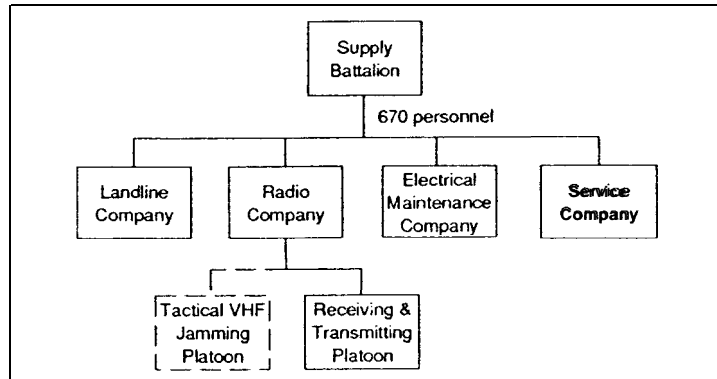 Supply
Battalion
670 personnel
Landline
Company
Radio
Company
Electrical
Maintenance
Company
Service
Company
Tactical VHF
Jamming
Platoon
Receiving &
Transmitting
Platoon